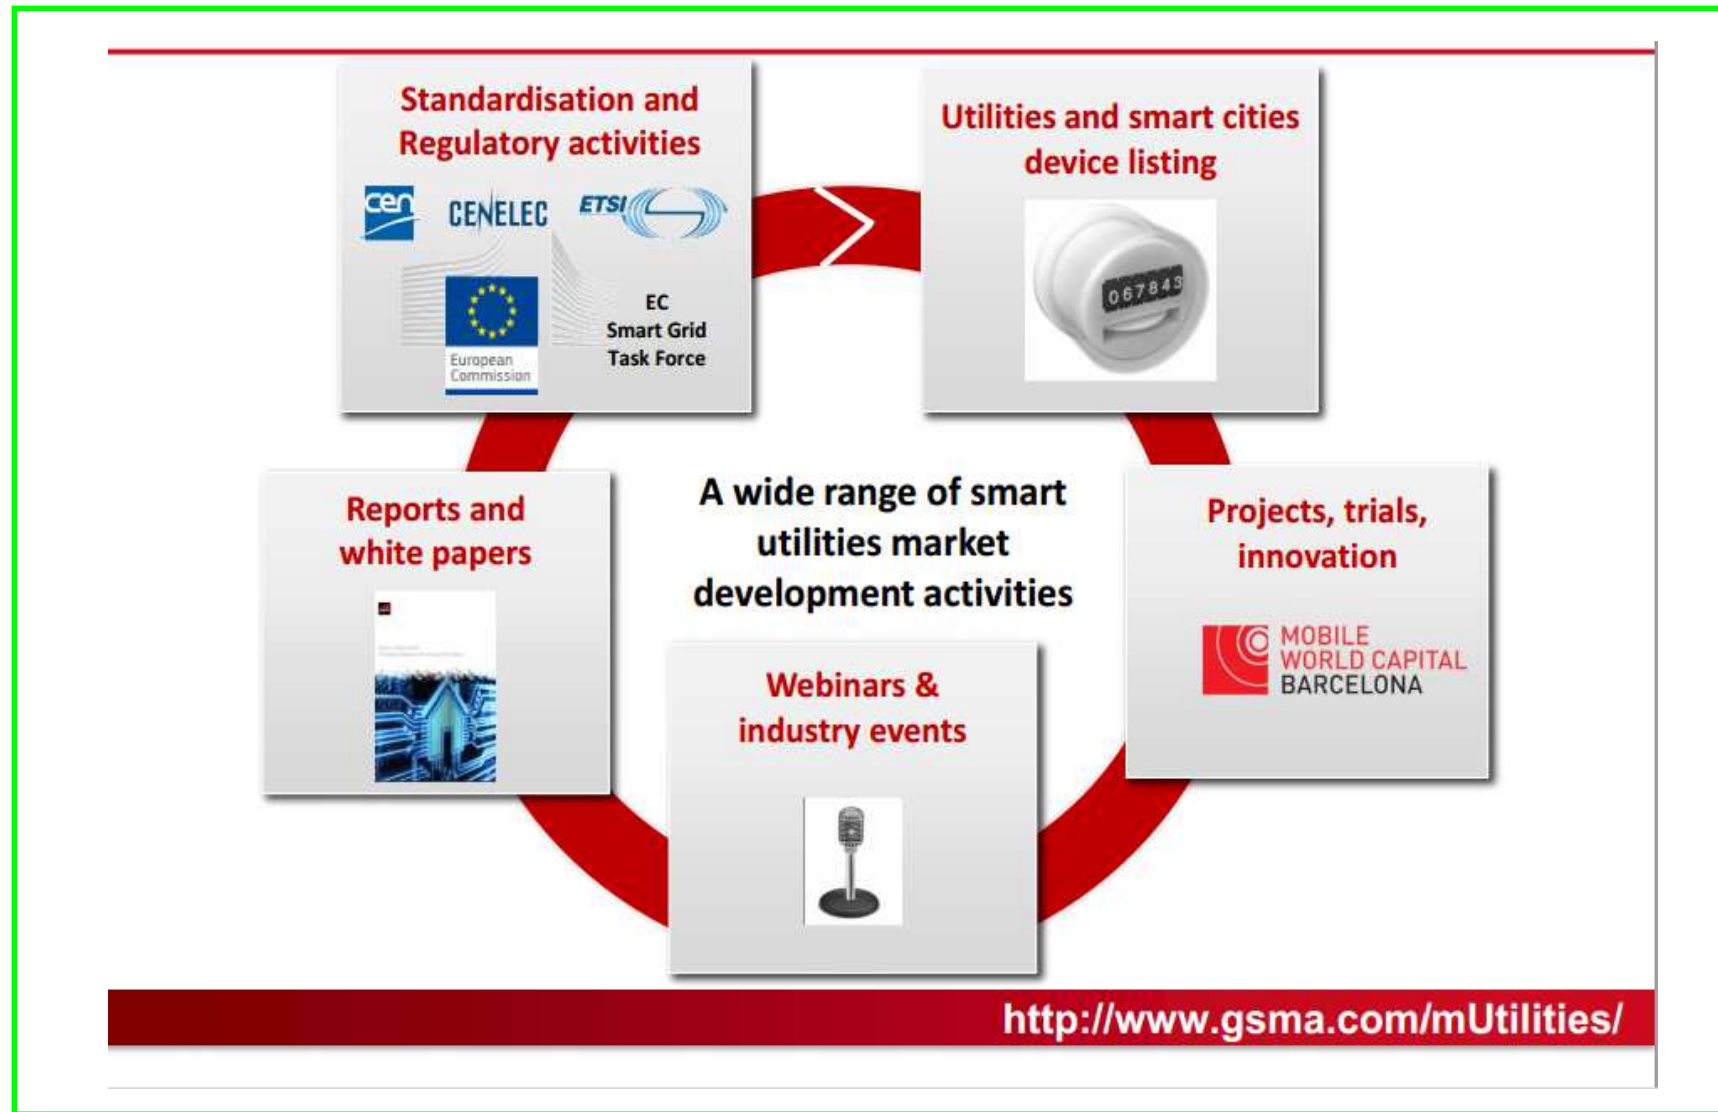 Standardisation and
Regulatory activities
cen
CENELEC
ETSI
European
Commission
EC
Smart Grid
Task Force
Utilities and smart cities
device listing
067843
Reports and
white papers
A wide range of smart
utilities market
development activities
Projects, trials,
innovation
MOBILE
WORLD CAPITAL
BARCELONA
Webinars &
industry events
http://www.gsma.com/mUtilities/